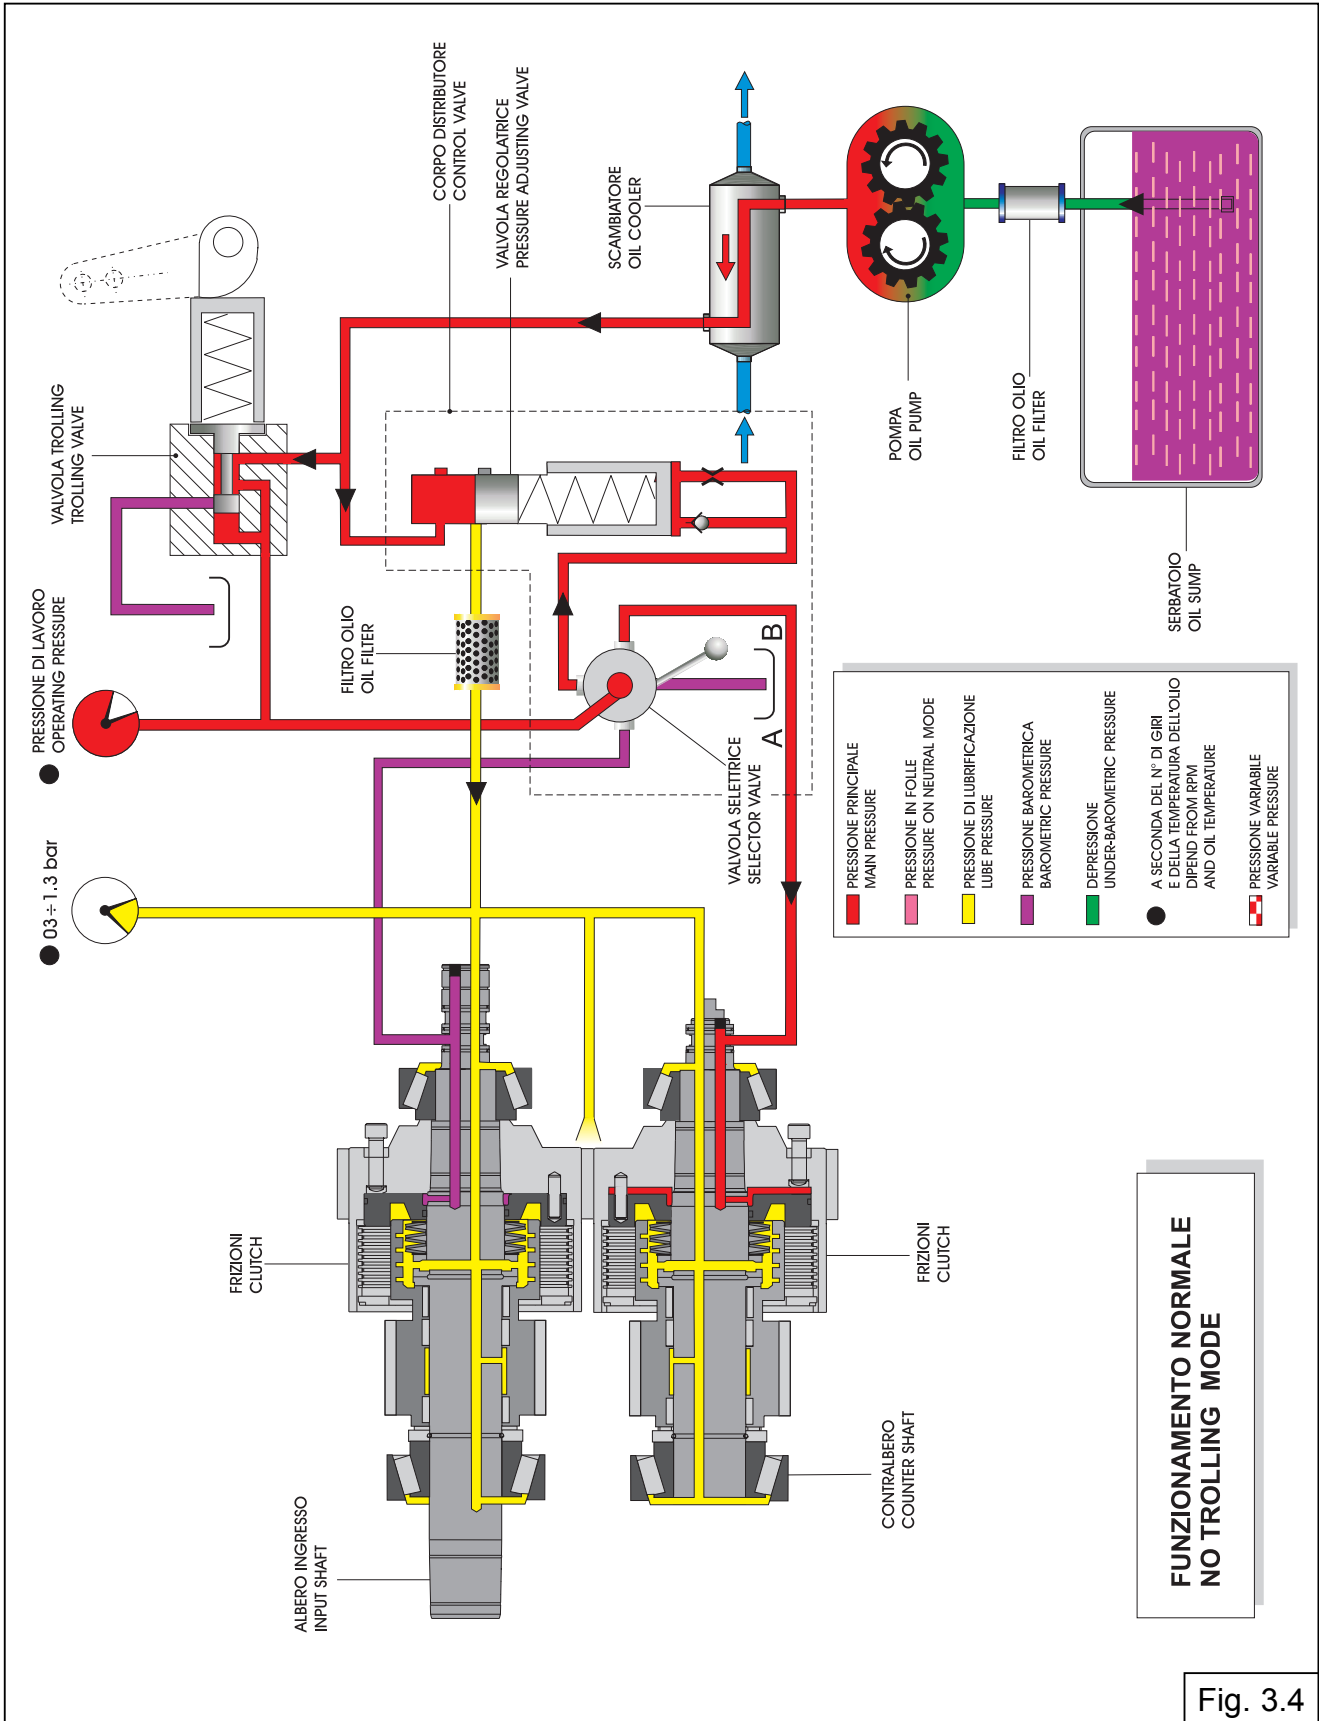 VALVOLA TROLLING
TROLLING VALVE
CORPO DISTRIBUTORE
CONTROL VALVE
VALVOLA REGOLATRICE
PRESSURE ADJUSTING VALVE
SCAMBIATORE
OIL COOLER
POMPA
OIL PUMP
FILTRO OLIO
OIL FILTER
SERBATOIO
OIL SUMP
PRESSIONE DI LAVORO
OPERATING PRESSURE
03 ÷ 1.3 bar
FILTRO OLIO
OIL FILTER
A
B
VALVOLA SELETTRICE
SELECTOR VALVE
FRIZIONI
CLUTCH
FRIZIONI
CLUTCH
ALBERO INGRESSO
INPUT SHAFT
CONTRALBERO
COUNTER SHAFT
PRESSIONE PRINCIPALE
MAIN PRESSURE
PRESSIONE IN FOLLE
PRESSURE ON NEUTRAL MODE
PRESSIONE DI LUBRIFICAZIONE
LUBE PRESSURE
PRESSIONE BAROMETRICA
BAROMETRIC PRESSURE
DEPRESSIONE
UNDER-BAROMETRIC PRESSURE
A SECONDA DEL N° DI GIRI
E DELLA TEMPERATURA DELL'OLIO
DIPEND FROM RPM
AND OIL TEMPERATURE
PRESSIONE VARIABILE
VARIABLE PRESSURE
FUNZIONAMENTO NORMALE
NO TROLLING MODE
Fig. 3.4